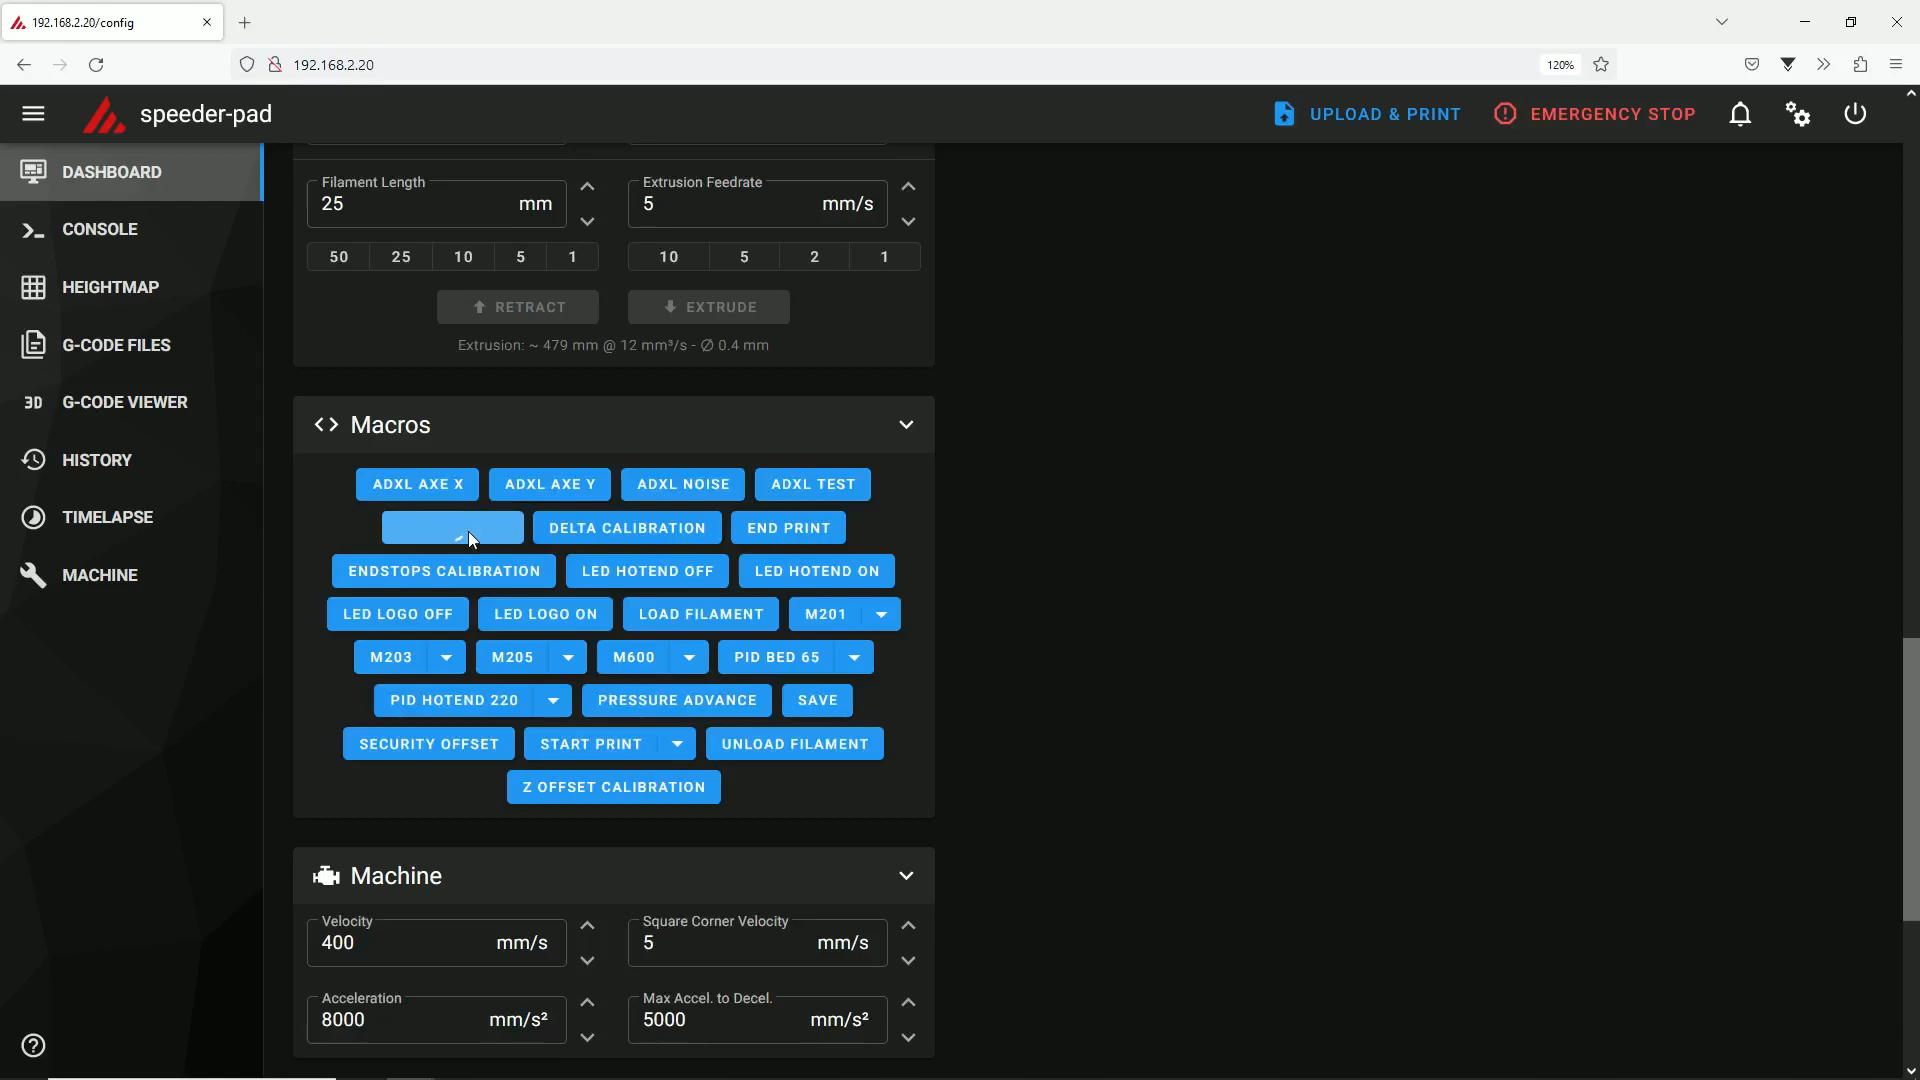 192.168.2.20/config
192.168.2.20
120%
speeder-pad
UPLOAD & PRINT
EMERGENCY STOP
DASHBOARD
CONSOLE
HEIGHTMAP
G-CODE FILES
3D G-CODE VIEWER
HISTORY
TIMELAPSE
MACHINE
Filament Length
25 mm
Extrusion Feedrate
5 mm/s
50 25 10 5 1
10 5 2 1
RETRACT
EXTRUDE
Extrusion: ~ 479 mm @ 12 mm³/s - ∅ 0.4 mm
Macros
ADXL AXE X ADXL AXE Y ADXL NOISE ADXL TEST
DELTA CALIBRATION END PRINT
ENDSTOPS CALIBRATION LED HOTEND OFF LED HOTEND ON
LED LOGO OFF LED LOGO ON LOAD FILAMENT M201
M203 M205 M600 PID BED 65
PID HOTEND 220 PRESSURE ADVANCE SAVE
SECURITY OFFSET START PRINT UNLOAD FILAMENT
Z OFFSET CALIBRATION
Machine
Velocity
400 mm/s
Square Corner Velocity
5 mm/s
Acceleration
8000 mm/s²
Max Accel. to Decel.
5000 mm/s²